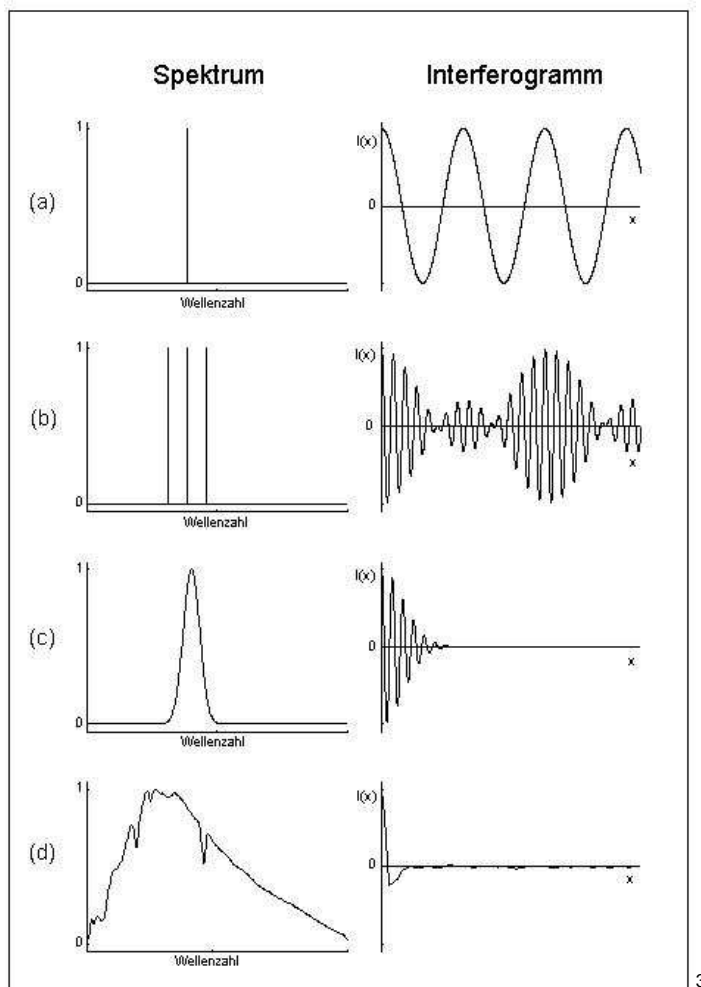 Spektrum Interferogramm
(a)
1
0
Wellenzahl
I(x)
0
x
(b)
1
0
Wellenzahl
I(x)
0
x
(c)
1
0
Wellenzahl
I(x)
0
x
(d)
1
0
Wellenzahl
I(x)
0
x
3